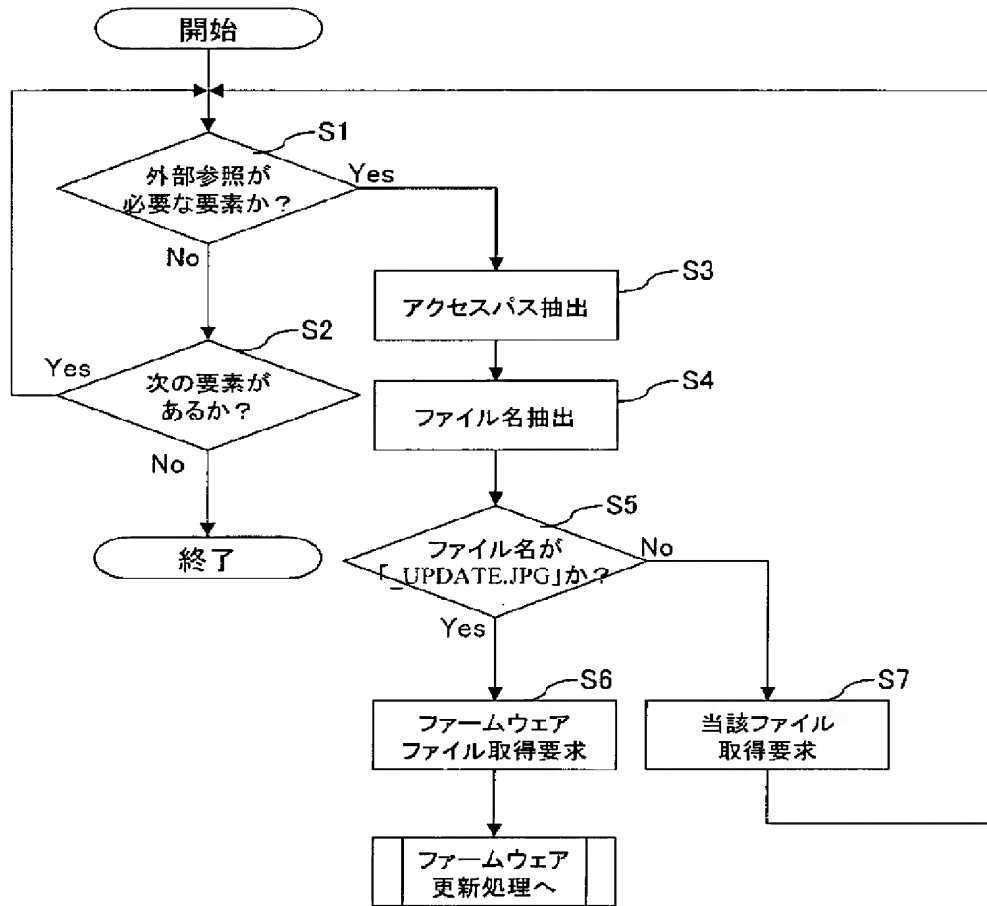 開始
S1
外部参照が
必要な要素か？
Yes
No
S3
アクセスパス抽出
S2
Yes
次の要素が
あるか？
No
S4
ファイル名抽出
終了
S5
ファイル名が
「_UPDATE.JPG」か？
No
Yes
S6
ファームウェア
ファイル取得要求
S7
当該ファイル
取得要求
ファームウェア
更新処理へ